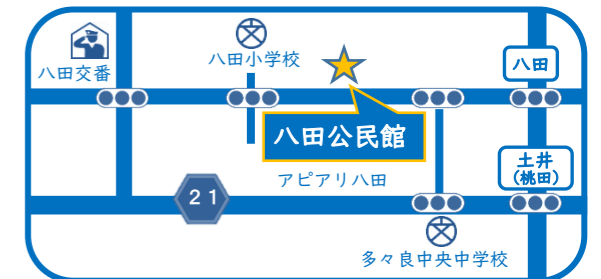 八田交番
八田小学校
八田
八田公民館
土井
（桃田）
アピアリ八田
21
多々良中央中学校